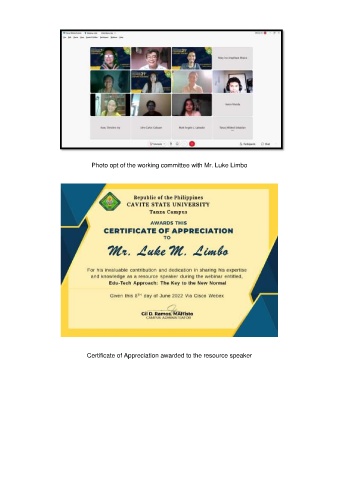 Photo opt of the working committee with Mr. Luke Limbo
Republic of the Philippines
CAVITE STATE UNIVERSITY
Tanza Campus
AWARDS THIS
CERTIFICATE OF APPRECIATION
TO
Mr. Luke M. Limbo
For his invaluable contribution and dedication in sharing his expertise
and knowledge as a resource speaker during the webinar entitled,
Edu-Tech Approach: The Key to the New Normal
Given this 8TH day of June 2022 Via Cisco Webex
Gil D. Ramos, MAFilstio
CAMPUS ADMINISTRATOR
Certificate of Appreciation awarded to the resource speaker